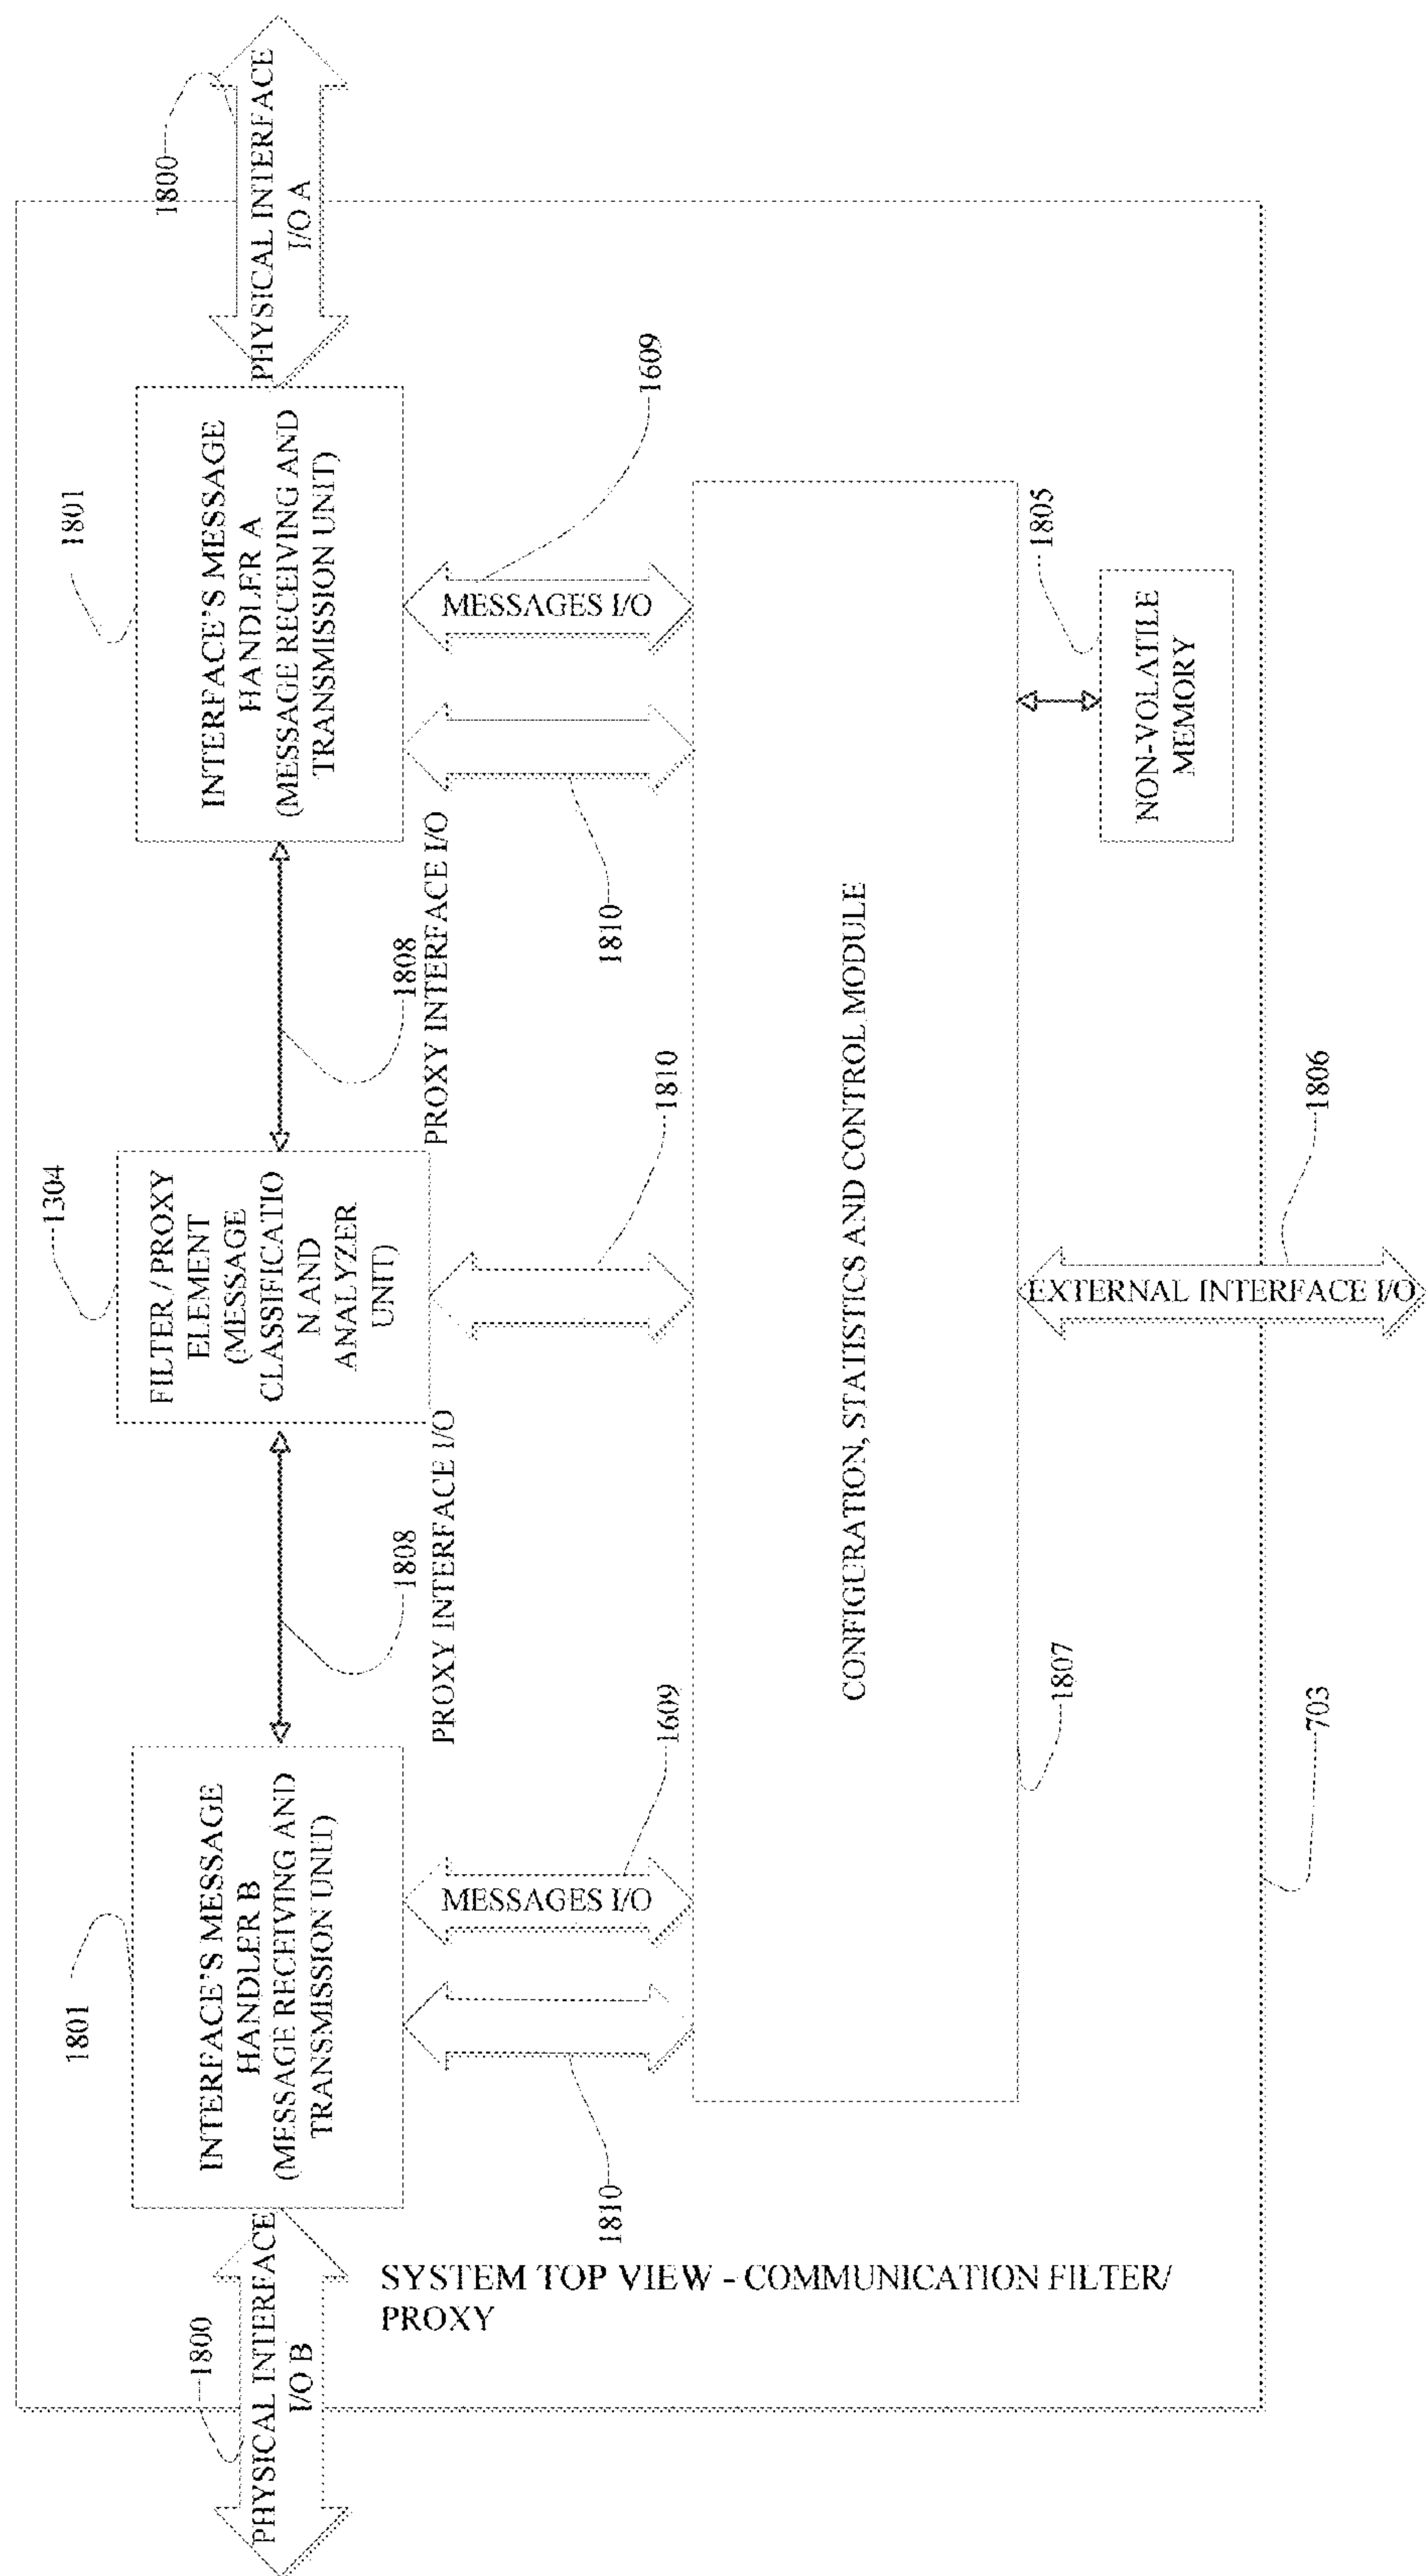 1800
PHYSICAL INTERFACE
I/O B
1801
INTERFACE'S MESSAGE
HANDLER B
(MESSAGE RECEIVING AND
TRANSMISSION UNIT)
1808
PROXY INTERFACE I/O
1304
FILTER / PROXY
ELEMENT
(MESSAGE
CLASSIFICATIO
N AND
ANALYZER
UNIT)
1808
PROXY INTERFACE I/O
1801
INTERFACE'S MESSAGE
HANDLER A
(MESSAGE RECEIVING AND
TRANSMISSION UNIT)
1800
PHYSICAL INTERFACE
I/O A
1810
MESSAGES I/O
1609
1810
1810
MESSAGES I/O
1609
SYSTEM TOP VIEW - COMMUNICATION FILTER/
PROXY
CONFIGURATION, STATISTICS AND CONTROL MODULE
1807
1805
NON-VOLATILE
MEMORY
703
EXTERNAL INTERFACE I/O
1806